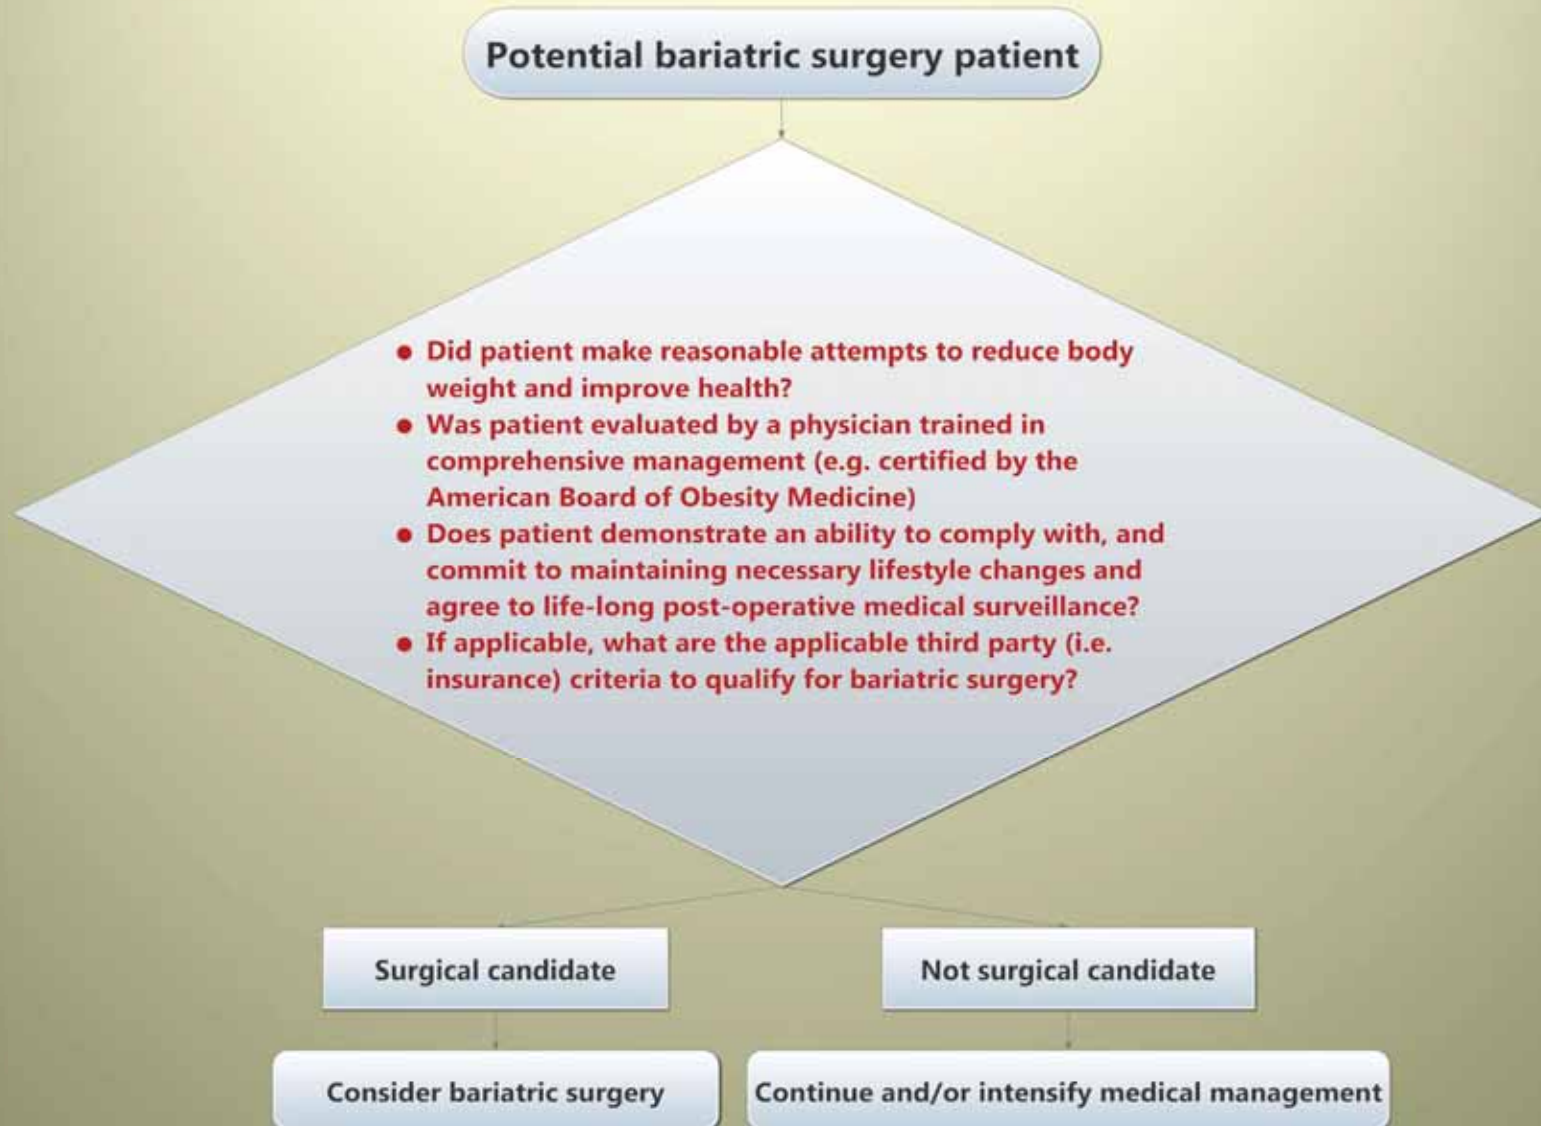 Potential bariatric surgery patient
● Did patient make reasonable attempts to reduce body
weight and improve health?
● Was patient evaluated by a physician trained in
comprehensive management (e.g. certified by the
American Board of Obesity Medicine)
● Does patient demonstrate an ability to comply with, and
commit to maintaining necessary lifestyle changes and
agree to life-long post-operative medical surveillance?
● If applicable, what are the applicable third party (i.e.
insurance) criteria to qualify for bariatric surgery?
Surgical candidate
Not surgical candidate
Consider bariatric surgery
Continue and/or intensify medical management